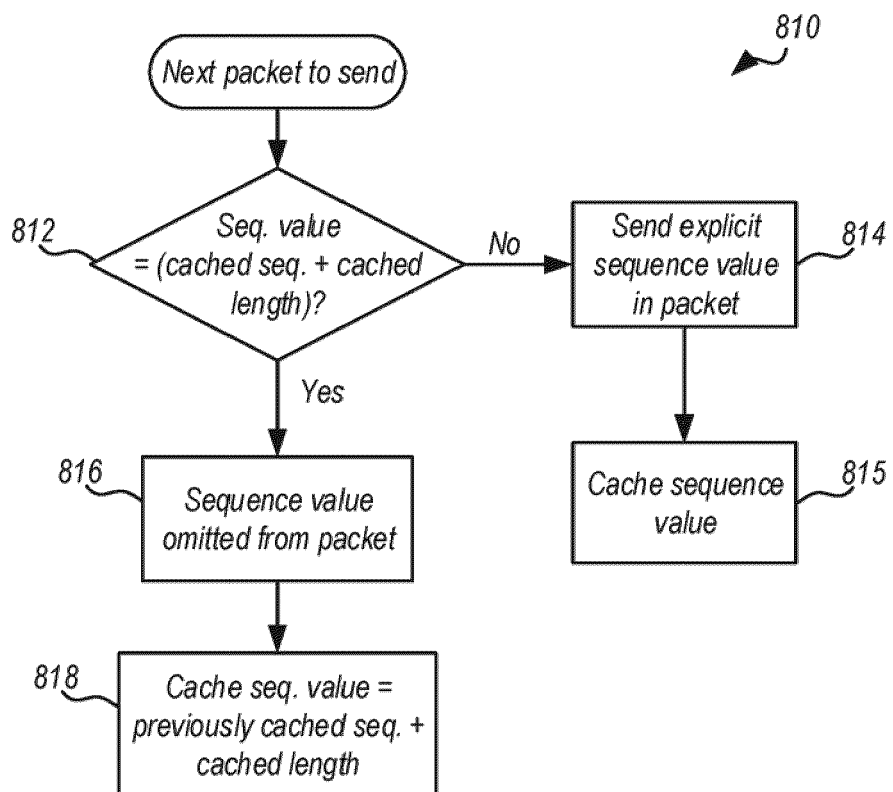 810
Next packet to send
812
Seq. value
= (cached seq. + cached
length)?
No
Send explicit
sequence value
in packet
814
Yes
816
Sequence value
omitted from packet
Cache sequence
value
815
818
Cache seq. value =
previously cached seq. +
cached length